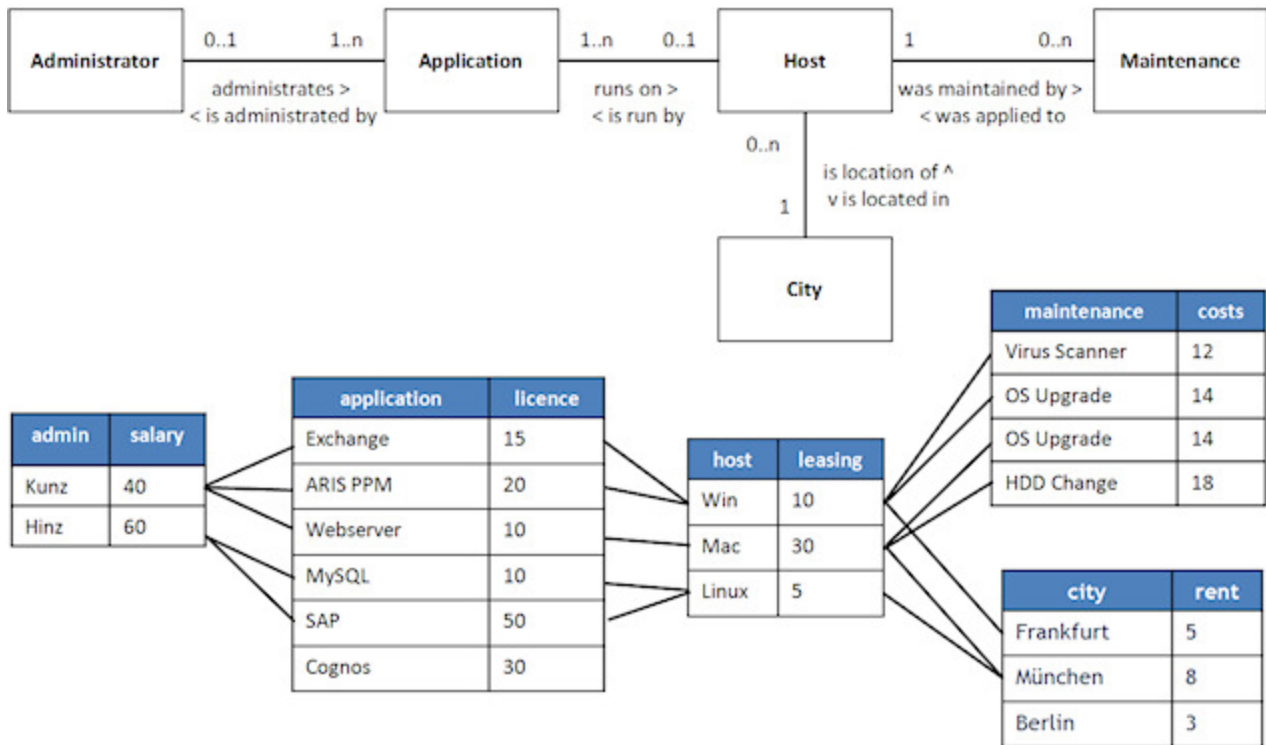 Administrator
0..1
1..n
administrates >
< is administrated by
Application
1..n
0..1
runs on >
< is run by
Host
1
0..n
was maintained by >
< was applied to
Maintenance
0..n
is location of ^
v is located in
1
City
admin salary
Kunz 40
Hinz 60
application licence
Exchange 15
ARIS PPM 20
Webserver 10
MySQL 10
SAP 50
Cognos 30
host leasing
Win 10
Mac 30
Linux 5
maintenance costs
Virus Scanner 12
OS Upgrade 14
OS Upgrade 14
HDD Change 18
city rent
Frankfurt 5
München 8
Berlin 3